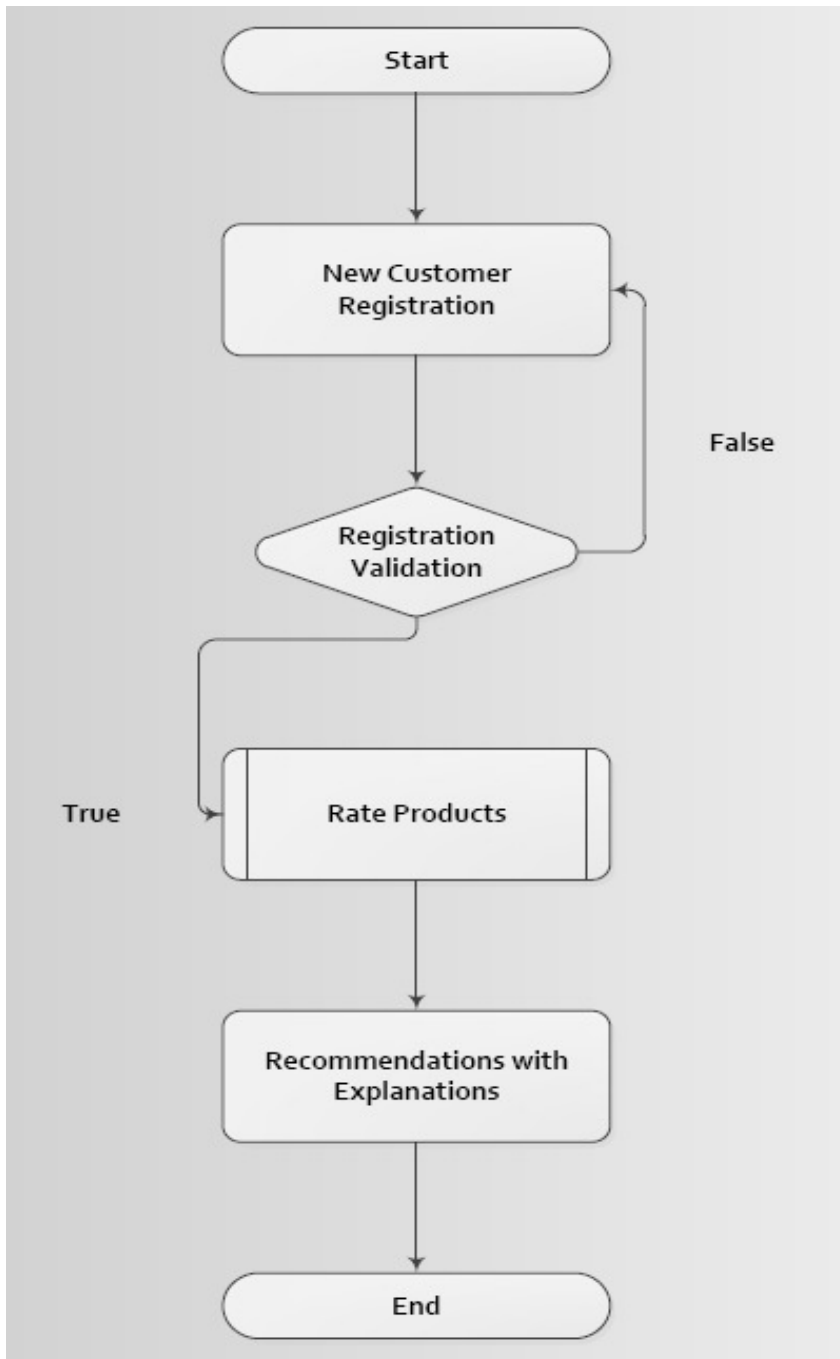 Start
New Customer
Registration
False
Registration
Validation
True
Rate Products
Recommendations with
Explanations
End